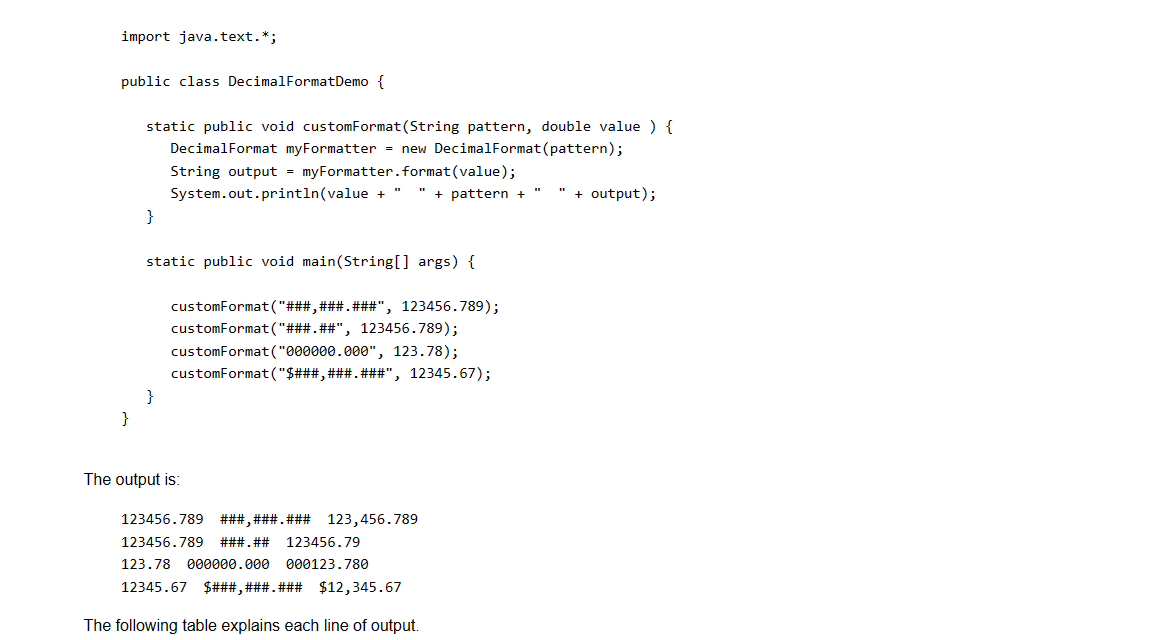 import java.text.*;
public class DecimalFormatDemo {
static public void customFormat(String pattern, double value ) {
DecimalFormat myFormatter = new DecimalFormat(pattern);
String output = myFormatter.format(value);
System.out.println(value + "  " + pattern + "  " + output);
}
static public void main(String[] args) {
customFormat("###,###.###", 123456.789);
customFormat("###.##", 123456.789);
customFormat("000000.000", 123.78);
customFormat("$###,###.###", 12345.67);
}
}
The output is:
123456.789  ###,###.###  123,456.789
123456.789  ###.##  123456.79
123.78  000000.000  000123.780
12345.67  $###,###.###  $12,345.67
The following table explains each line of output.